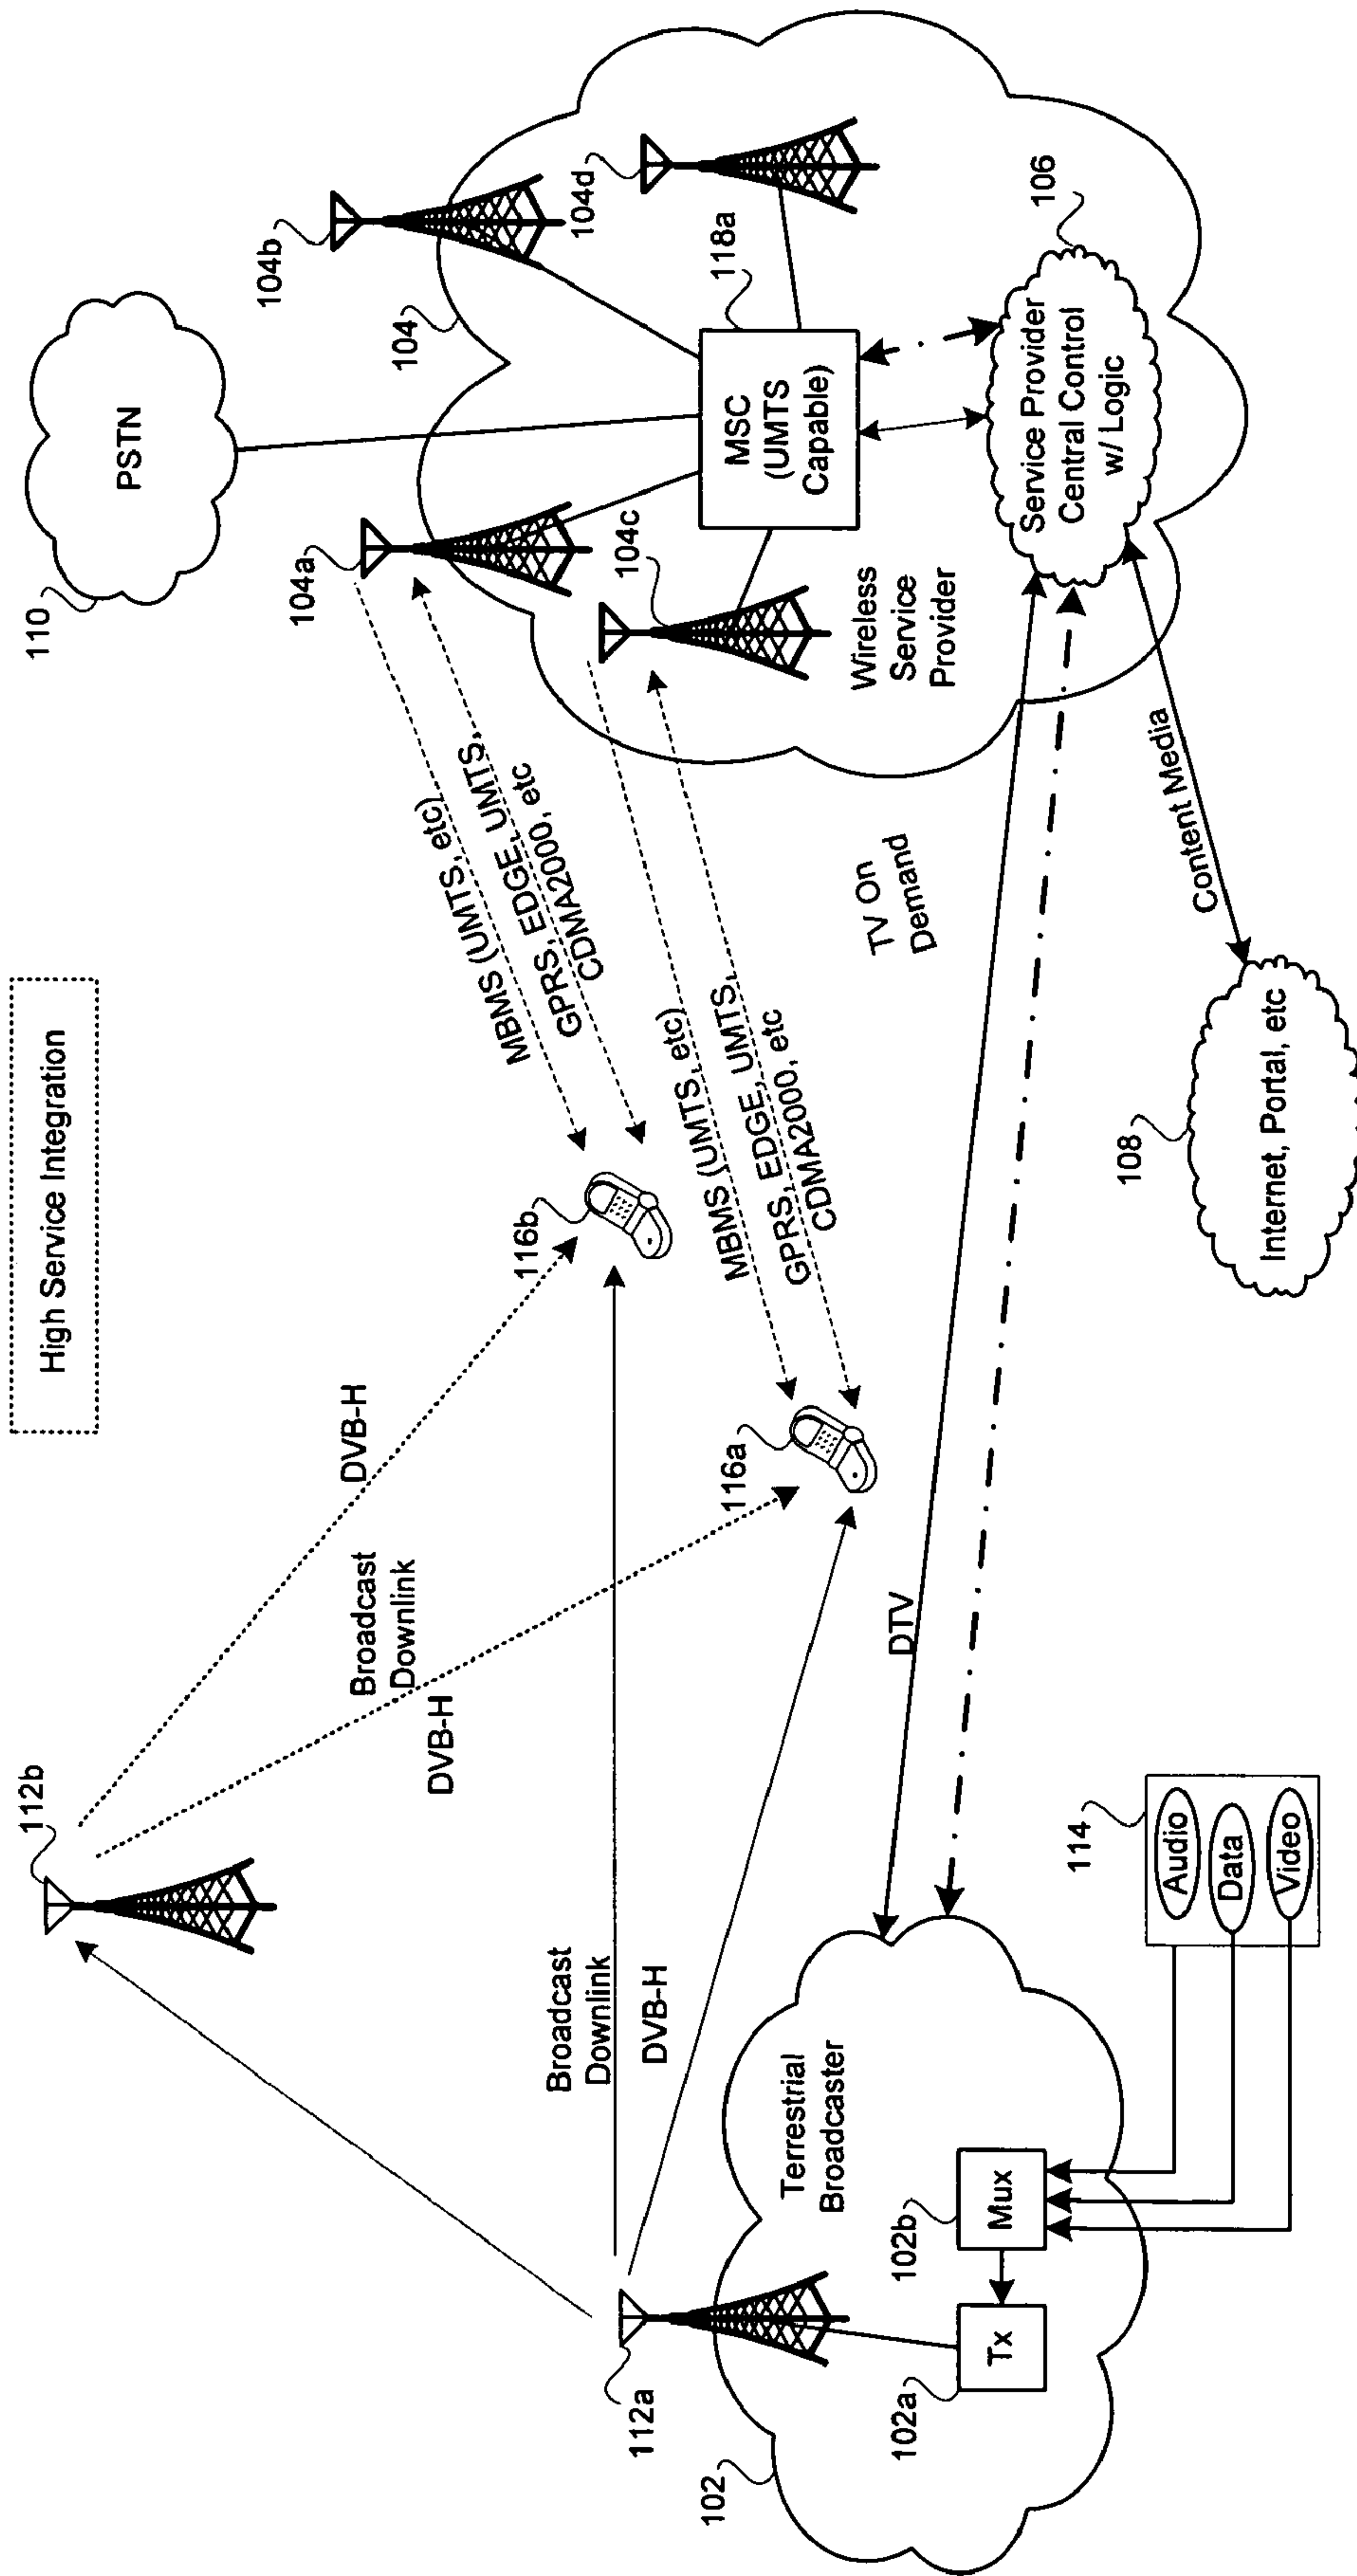 High Service Integration
112b
DVB-H
Broadcast
Downlink
DVB-H
116b
MBMS (UMTS, etc)
GPRS, EDGE, UMTS,
CDMA2000, etc
110
PSTN
104a
104b
104
104c
104d
118a
MSC
(UMTS
Capable)
Wireless
Service
Provider
106
Service Provider
Central Control
w/ Logic
Broadcast
Downlink
DVB-H
116a
MBMS (UMTS, etc)
GPRS, EDGE, UMTS,
CDMA2000, etc
TV On
Demand
DTV
Content Media
108
Internet, Portal, etc
112a
102
Terrestrial
Broadcaster
102a
Tx
102b
Mux
114
Audio
Data
Video